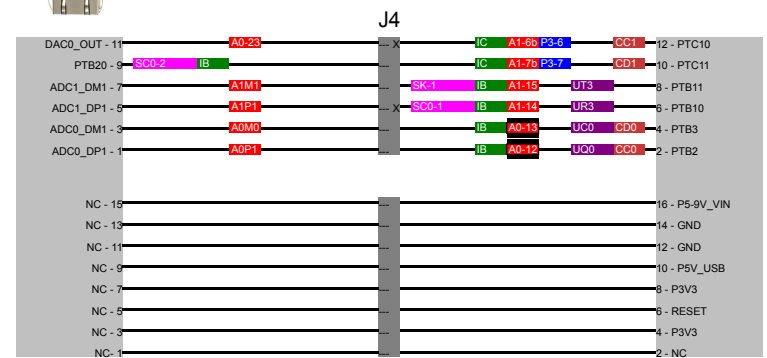 J4
DAC0_OUT - 11 A0-23 --- X IC A1-6b P3-6 CC1 12 - PTC10
PTB20 - 9 SC0-2 IB --- IC A1-7b P3-7 CD1 10 - PTC11
ADC1_DM1 - 7 A1M1 --- SK-1 IB A1-15 UT3 8 - PTB11
ADC1_DP1 - 5 A1P1 --- X SC0-1 IB A1-14 UR3 6 - PTB10
ADC0_DM1 - 3 A0M0 --- IB A0-13 UC0 CD0 4 - PTB3
ADC0_DP1 - 1 A0P1 --- IB A0-12 UQ0 CC0 2 - PTB2
NC - 15 --- 16 - P5-9V_VIN
NC - 13 --- 14 - GND
NC - 11 --- 12 - GND
NC - 9 --- 10 - P5V_USB
NC - 7 --- 8 - P3V3
NC - 5 --- 6 - RESET
NC - 3 --- 4 - P3V3
NC- 1 --- 2 - NC